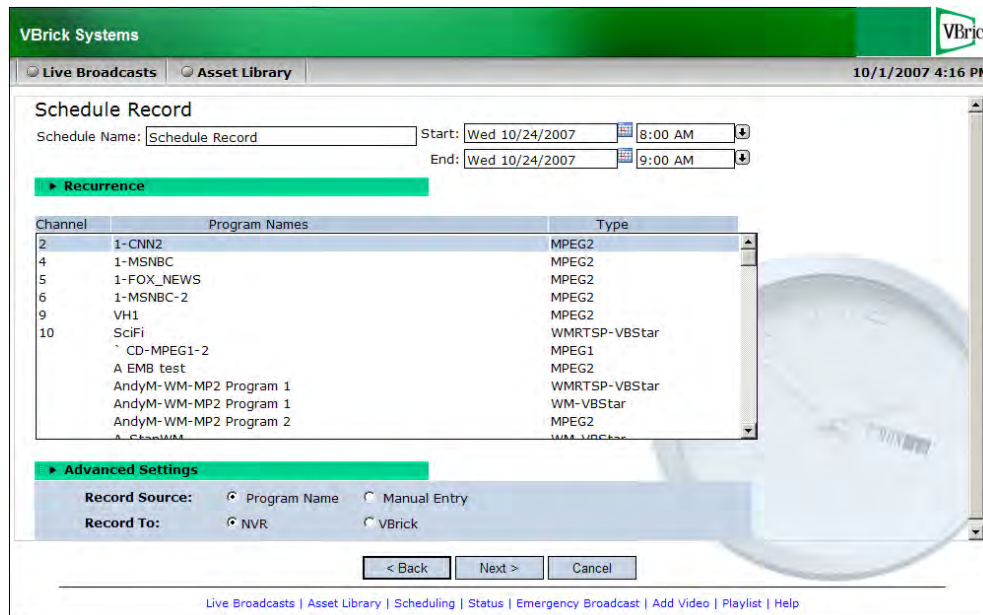 VBrick Systems
VBric
Live Broadcasts Asset Library 10/1/2007 4:16 PM
Schedule Record
Schedule Name: Schedule Record Start: Wed 10/24/2007 8:00 AM
End: Wed 10/24/2007 9:00 AM
Recurrence
Channel Program Names Type
2 1-CNN2 MPEG2
4 1-MSNBC MPEG2
5 1-FOX_NEWS MPEG2
6 1-MSNBC-2 MPEG2
9 VH1 MPEG2
10 SciFi WMRTSP-VBStar
` CD-MPEG1-2 MPEG1
A EMB test MPEG2
AndyM-WM-MP2 Program 1 WMRTSP-VBStar
AndyM-WM-MP2 Program 1 WM-VBStar
AndyM-WM-MP2 Program 2 MPEG2
Advanced Settings
Record Source: Program Name Manual Entry
Record To: NVR VBrick
< Back Next > Cancel
Live Broadcasts | Asset Library | Scheduling | Status | Emergency Broadcast | Add Video | Playlist | Help